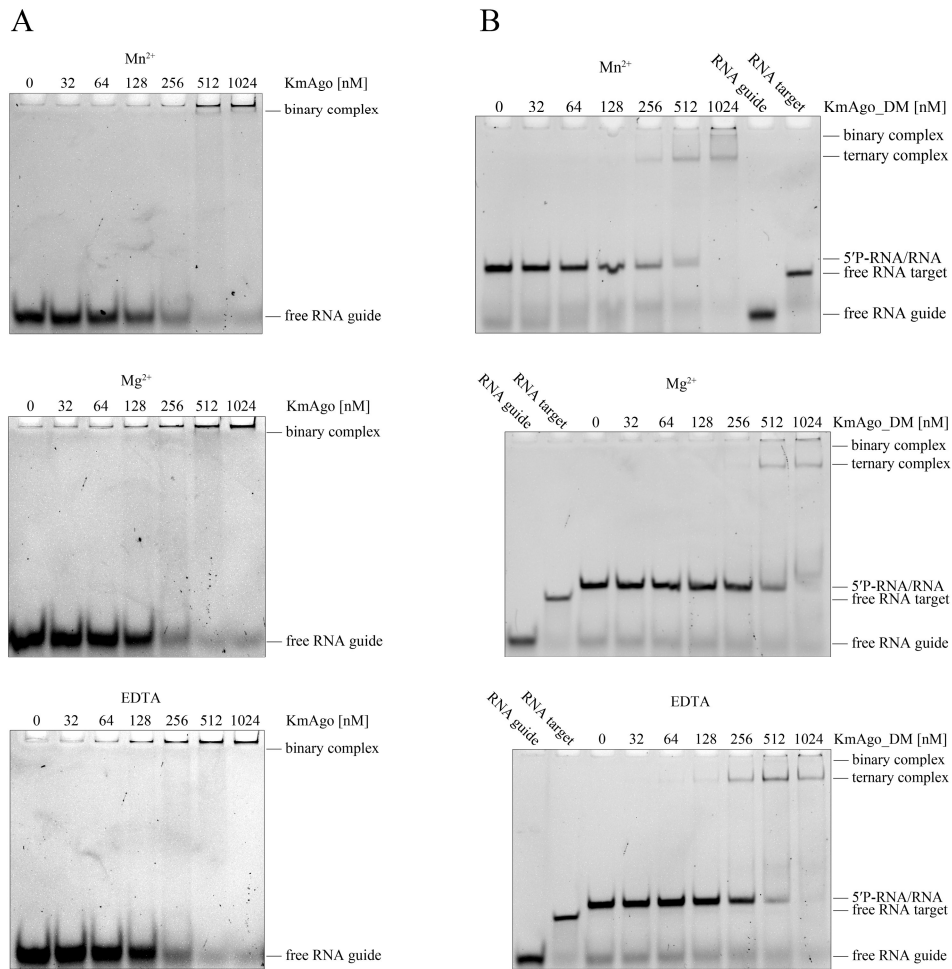 A
Mn²⁺
0 32 64 128 256 512 1024 KmAgo [nM]
binary complex
free RNA guide
Mg²⁺
0 32 64 128 256 512 1024 KmAgo [nM]
binary complex
free RNA guide
EDTA
0 32 64 128 256 512 1024 KmAgo [nM]
binary complex
free RNA guide
B
Mn²⁺
RNA guide
RNA target
0 32 64 128 256 512 1024 KmAgo_DM [nM]
binary complex
ternary complex
5′P-RNA/RNA
free RNA target
free RNA guide
Mg²⁺
RNA guide
RNA target
0 32 64 128 256 512 1024 KmAgo_DM [nM]
binary complex
ternary complex
5′P-RNA/RNA
free RNA target
free RNA guide
EDTA
RNA guide
RNA target
0 32 64 128 256 512 1024 KmAgo_DM [nM]
binary complex
ternary complex
5′P-RNA/RNA
free RNA target
free RNA guide